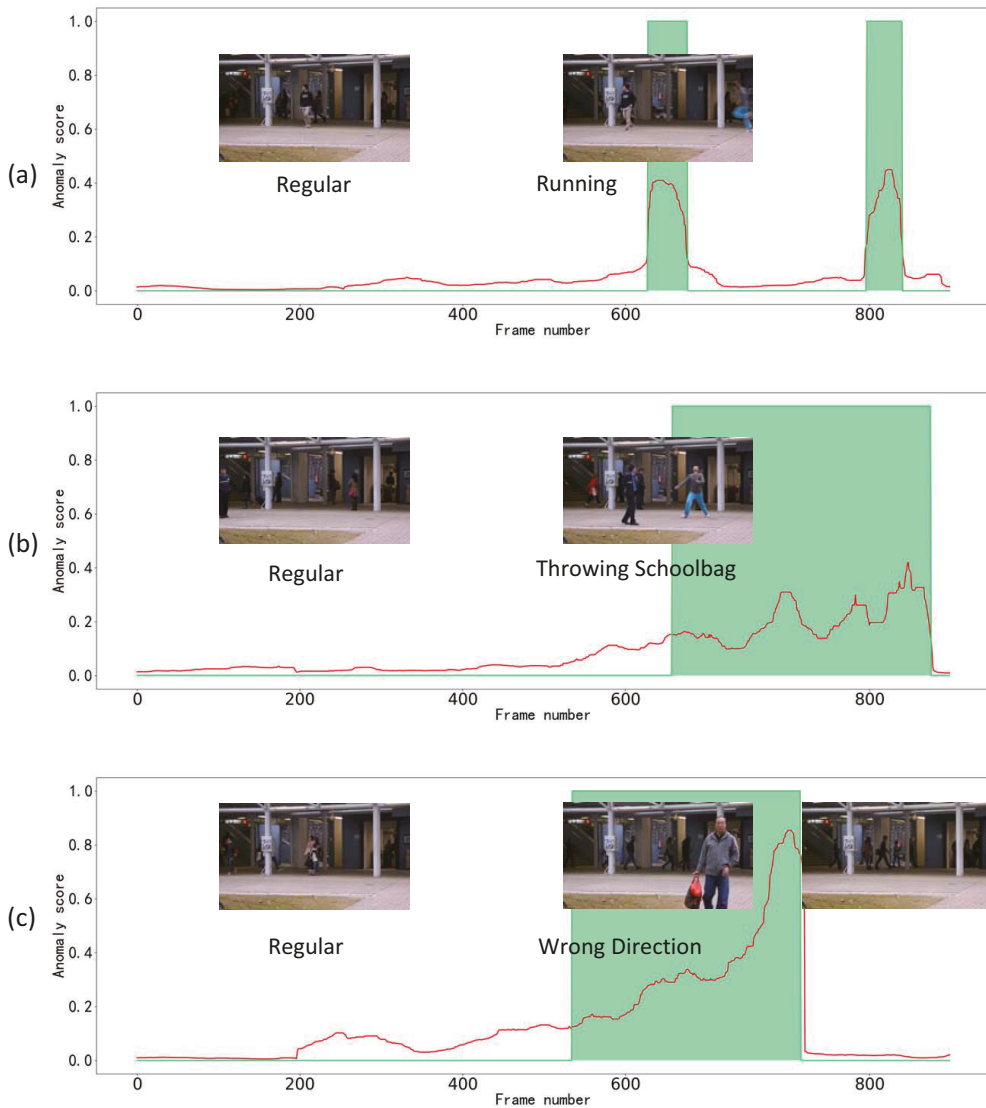 (a)
Anomaly score
1.0
0.8
0.6
0.4
0.2
0.0
Regular
Running
0 200 400 600 800
Frame number
(b)
Anomaly score
1.0
0.8
0.6
0.4
0.2
0.0
Regular
Throwing Schoolbag
0 200 400 600 800
Frame number
(c)
Anomaly score
1.0
0.8
0.6
0.4
0.2
0.0
Regular
Wrong Direction
0 200 400 600 800
Frame number